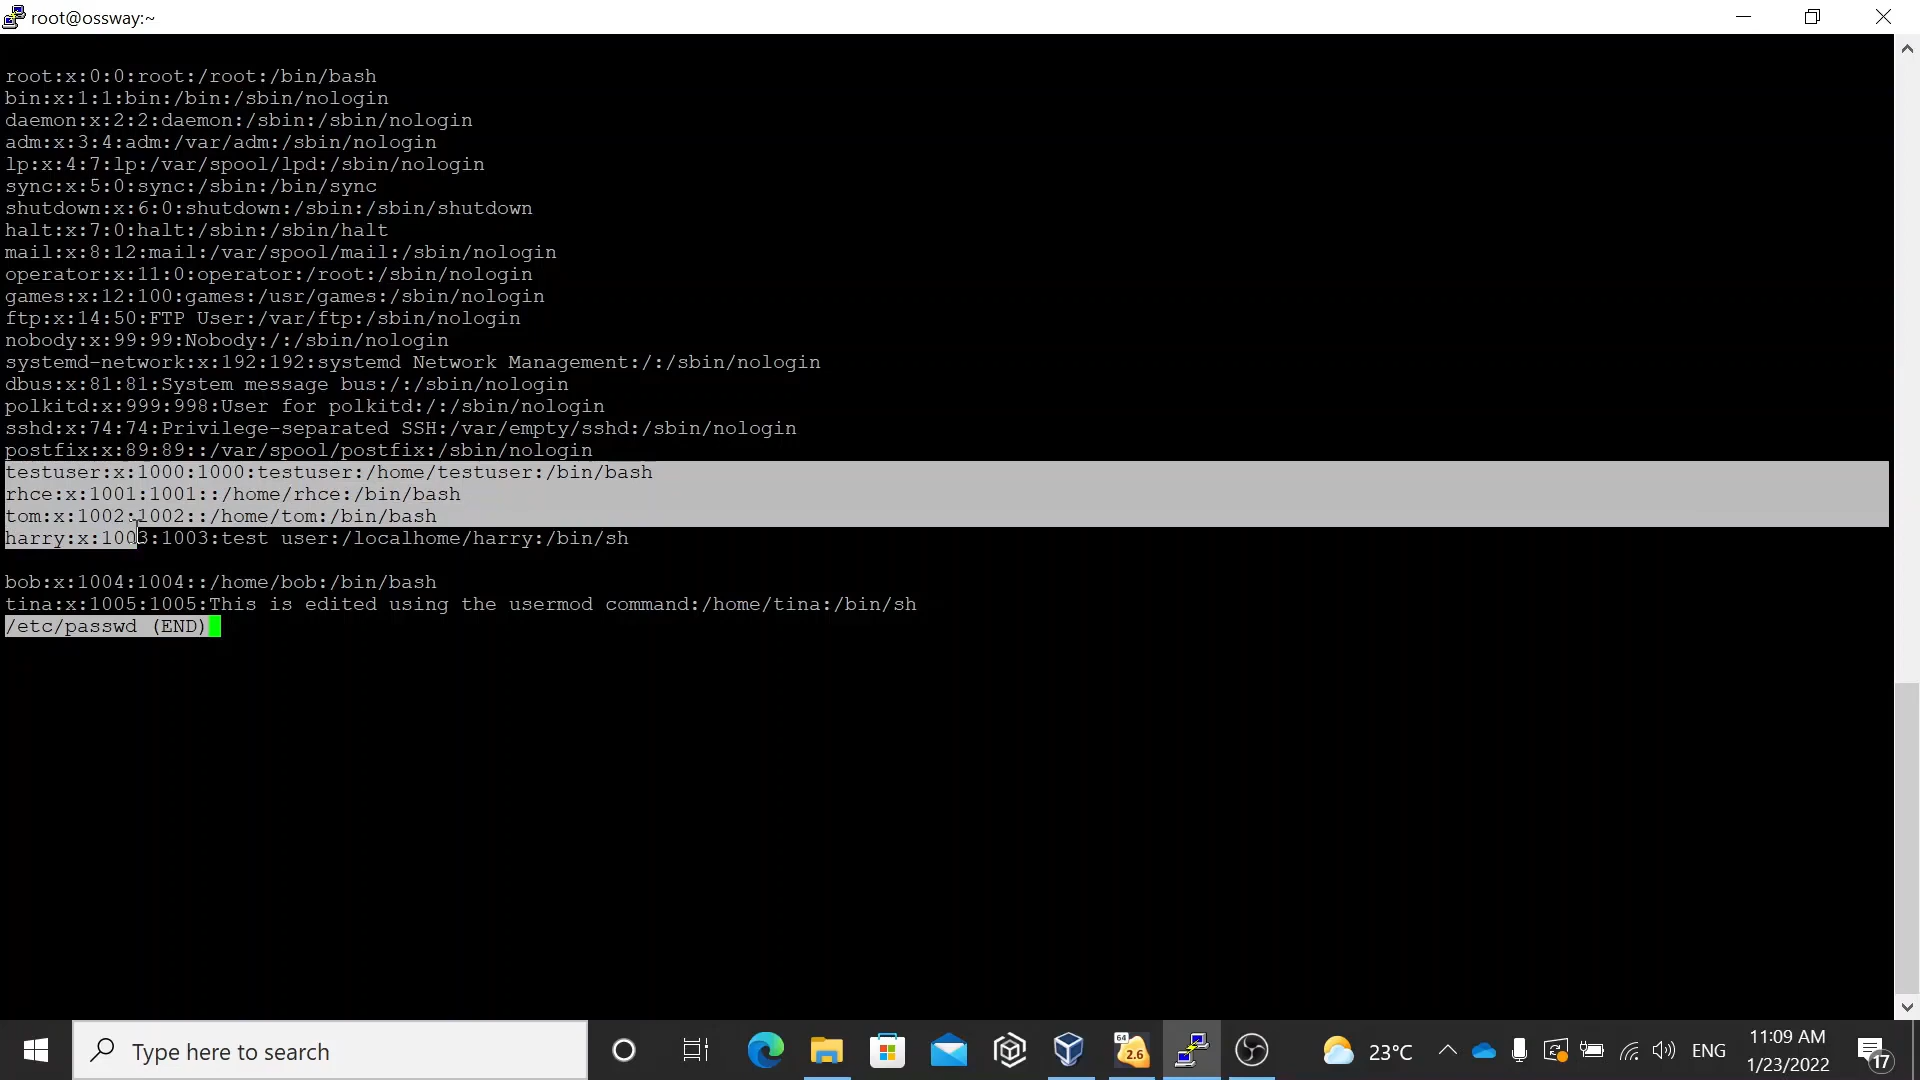 root@ossway:~
root:x:0:0:root:/root:/bin/bash
bin:x:1:1:bin:/bin:/sbin/nologin
daemon:x:2:2:daemon:/sbin:/sbin/nologin
adm:x:3:4:adm:/var/adm:/sbin/nologin
lp:x:4:7:lp:/var/spool/lpd:/sbin/nologin
sync:x:5:0:sync:/sbin:/bin/sync
shutdown:x:6:0:shutdown:/sbin:/sbin/shutdown
halt:x:7:0:halt:/sbin:/sbin/halt
mail:x:8:12:mail:/var/spool/mail:/sbin/nologin
operator:x:11:0:operator:/root:/sbin/nologin
games:x:12:100:games:/usr/games:/sbin/nologin
ftp:x:14:50:FTP User:/var/ftp:/sbin/nologin
nobody:x:99:99:Nobody:/:/sbin/nologin
systemd-network:x:192:192:systemd Network Management:/:/sbin/nologin
dbus:x:81:81:System message bus:/:/sbin/nologin
polkitd:x:999:998:User for polkitd:/:/sbin/nologin
sshd:x:74:74:Privilege-separated SSH:/var/empty/sshd:/sbin/nologin
postfix:x:89:89::/var/spool/postfix:/sbin/nologin
testuser:x:1000:1000:testuser:/home/testuser:/bin/bash
rhce:x:1001:1001::/home/rhce:/bin/bash
tom:x:1002:1002::/home/tom:/bin/bash
harry:x:1003:1003:test user:/localhome/harry:/bin/sh
bob:x:1004:1004::/home/bob:/bin/bash
tina:x:1005:1005:This is edited using the usermod command:/home/tina:/bin/sh
/etc/passwd (END)
Type here to search
64
2.6
23°C
ENG
11:09 AM
1/23/2022
17